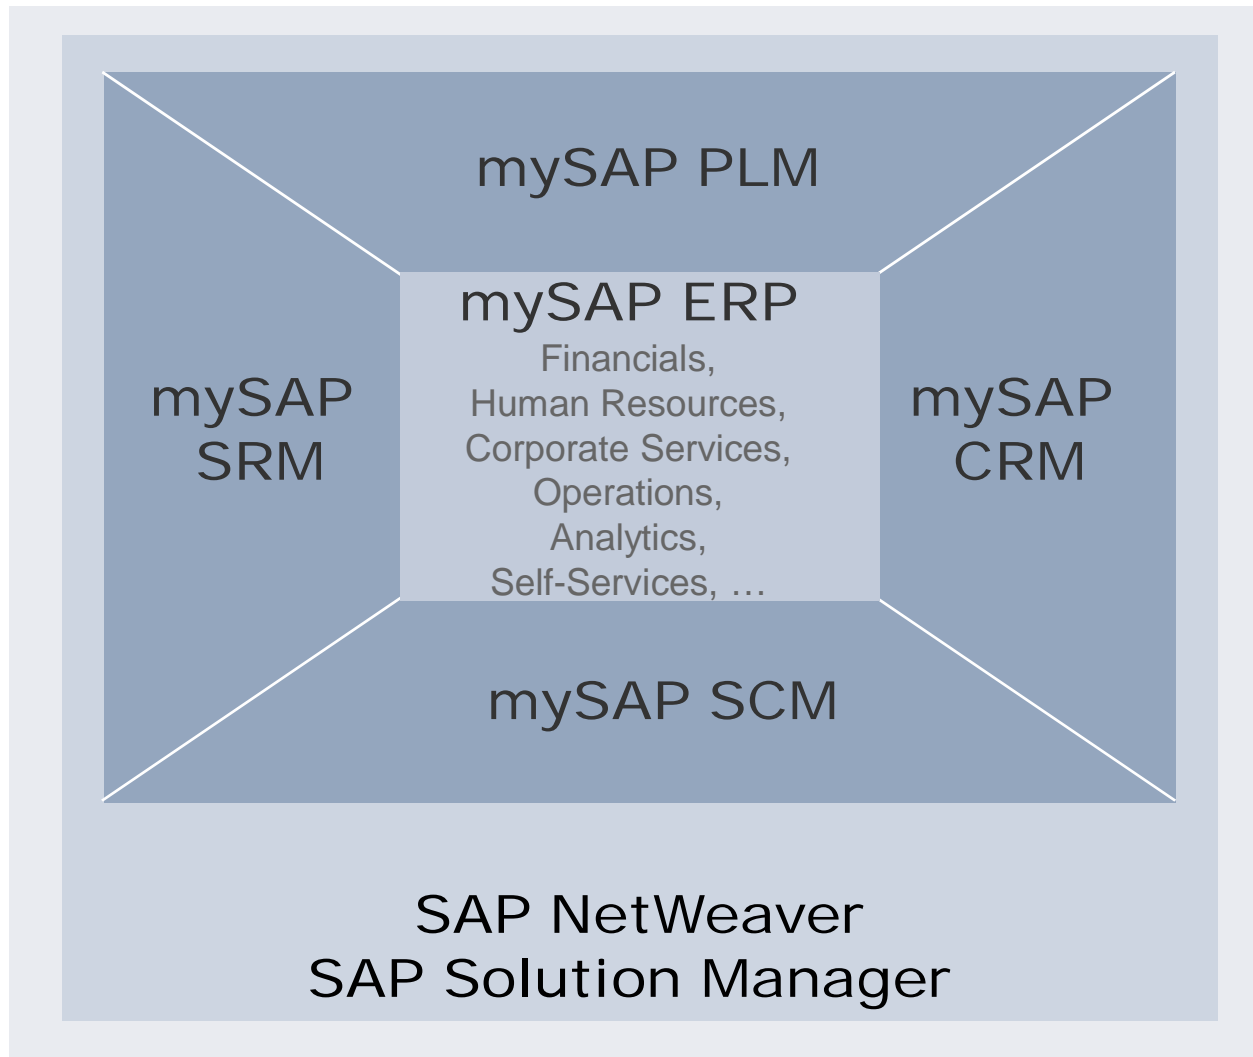 mySAP PLM
mySAP ERP
Financials,
Human Resources,
Corporate Services,
Operations,
Analytics,
Self-Services, …
mySAP
SRM
mySAP
CRM
mySAP SCM
SAP NetWeaver
SAP Solution Manager